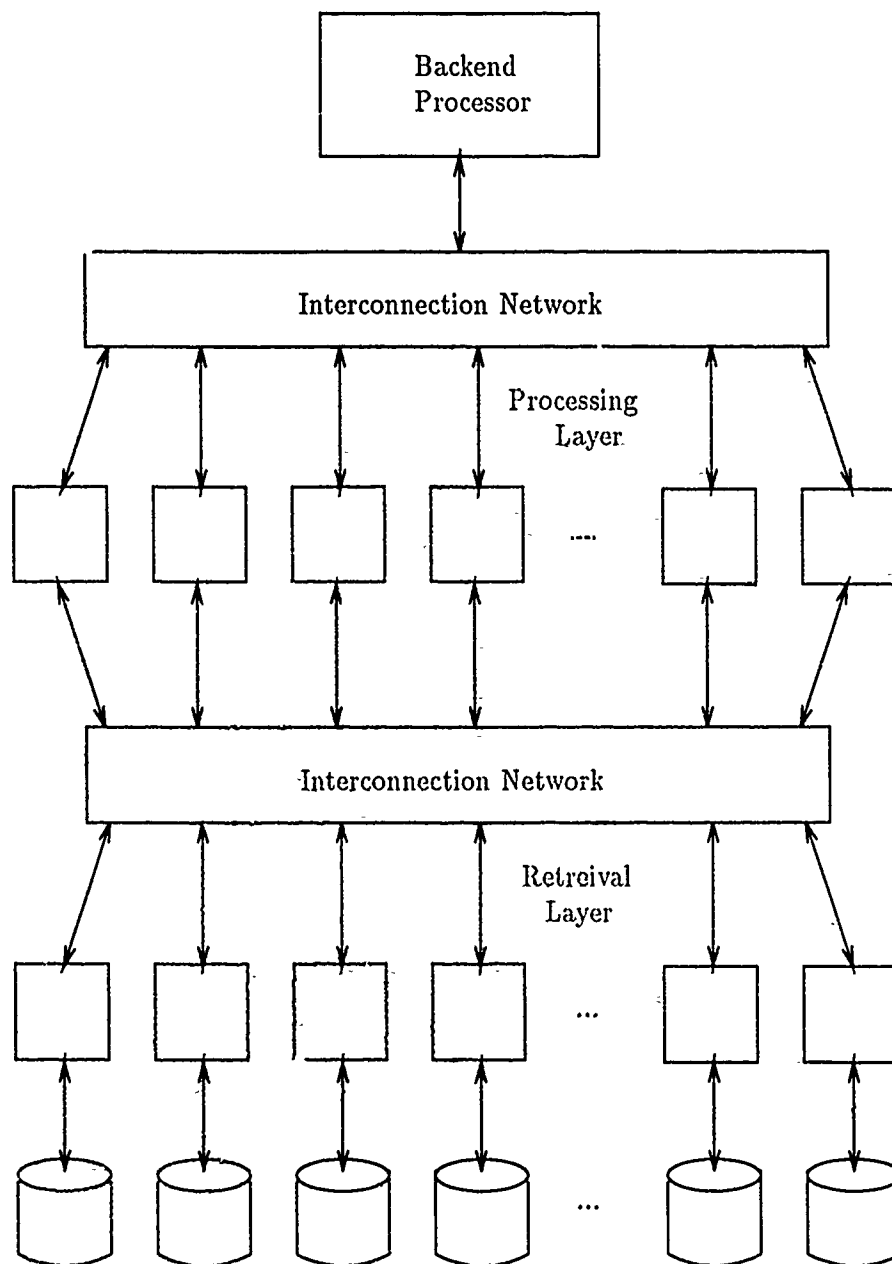 Backend
Processor
Interconnection Network
Processing
Layer
....
Interconnection Network
Retreival
Layer
...
...